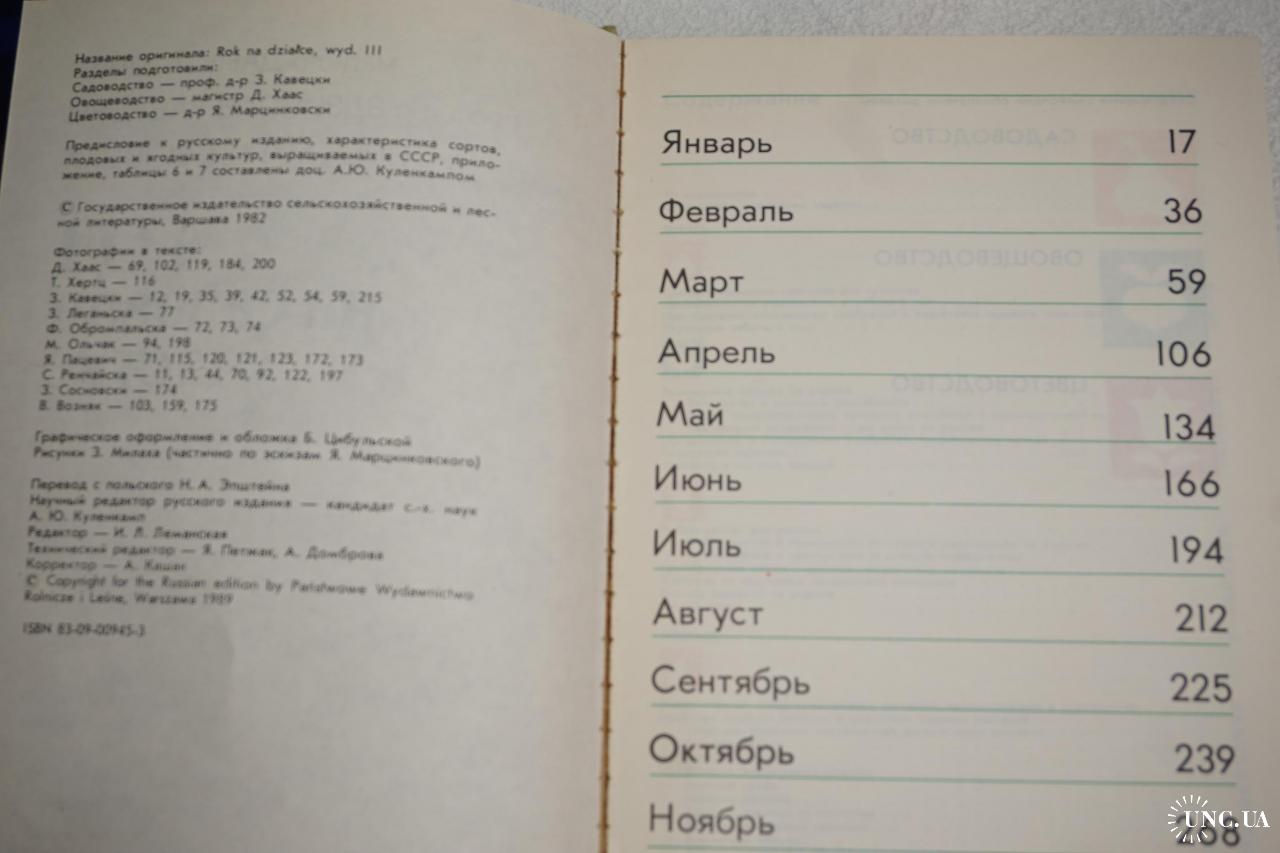 Название оригинала: Rok na działce, wyd. III
Разделы подготовили:
Садоводство — проф. д-р З. Кавецки
Овощеводство — магистр Д. Хаас
Цветоводство — д-р Я. Марцинковски
Предисловие к русскому изданию, характеристика сортов,
плодовых и ягодных культур, выращиваемых в СССР, прило-
жение, таблицы 6 и 7 составлены доц. А.Ю. Куленкампом
© Государственное издательство сельскохозяйственной и лес-
ной литературы, Варшава 1982
Фотографии в тексте:
Д. Хаас — 69, 102, 119, 184, 200
Т. Хертц — 116
З. Кавецки — 12, 19, 35, 39, 42, 52, 54, 59, 215
З. Леганьска — 77
Ф. Обромпальска — 72, 73, 74
М. Ольчак — 94, 198
Я. Пацевич — 71, 115, 120, 121, 123, 172, 173
С. Ренчайска — 11, 13, 44, 70, 92, 122, 197
З. Сосновски — 174
В. Возняк — 103, 159, 175
Графическое оформление и обложка Б. Цибульской
Рисунки З. Милаха (частично по эскизам Я. Марцинковского)
Перевод с польского Н. А. Эпштейна
Научный редактор русского издания — кандидат с.-х. наук
А. Ю. Куленкамп
Редактор — И. Л. Леманская
Технический редактор — Я. Петмак, А. Домброва
Корректор — А. Кашак
© Copyright for the Russian edition by Państwowe Wydawnictwo
Rolnicze i Leśne, Warszawa 1989
ISBN 83-09-00945-3
Январь 17
Февраль 36
Март 59
Апрель 106
Май 134
Июнь 166
Июль 194
Август 212
Сентябрь 225
Октябрь 239
Ноябрь
UNC.UA
Содержание
САДОВОДСТВО
ОВОЩЕВОДСТВО
ЦВЕТОВОДСТВО